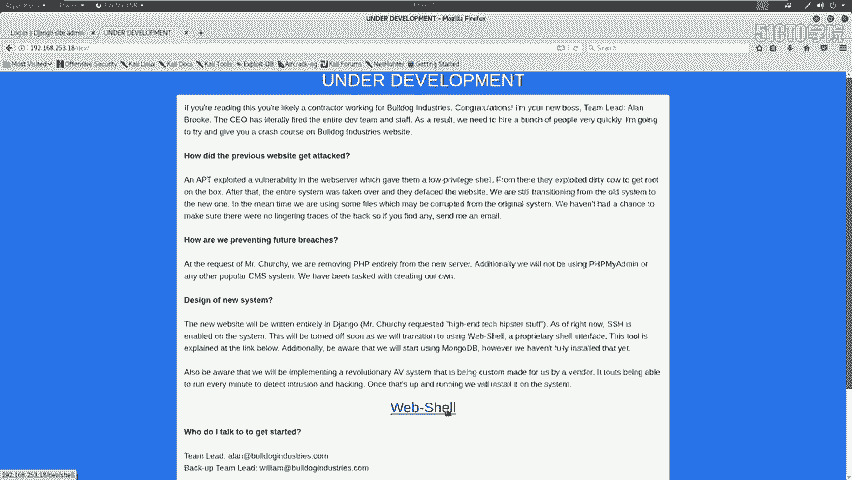 UNDER DEVELOPMENT - Mozilla Firefox
Log in | Django site admin
UNDER DEVELOPMENT
192.168.253.18/dev/
Search
Most Visited
Offensive Security
Kali Linux
Kali Docs
Kali Tools
Exploit-DB
Aircrack-ng
Kali Forums
NetHunter
Getting Started
51CTO学院
UNDER DEVELOPMENT
If you're reading this you're likely a contractor working for Bulldog Industries. Congratulations! I'm your new boss, Team Lead: Alan
Brooke. The CEO has literally fired the entire dev team and staff. As a result, we need to hire a bunch of people very quickly. I'm going
to try and give you a crash course on Bulldog Industries website.
How did the previous website get attacked?
An APT exploited a vulnerability in the webserver which gave them a low-privilege shell. From there they exploited dirty cow to get root
on the box. After that, the entire system was taken over and they defaced the website. We are still transitioning from the old system to
the new one. In the mean time we are using some files which may be corrupted from the original system. We haven't had a chance to
make sure there were no lingering traces of the hack so if you find any, send me an email.
How are we preventing future breaches?
At the request of Mr. Churchy, we are removing PHP entirely from the new server. Additionally we will not be using PHPMyAdmin or
any other popular CMS system. We have been tasked with creating our own.
Design of new system?
The new website will be written entirely in Django (Mr. Churchy requested "high-end tech hipster stuff"). As of right now, SSH is
enabled on the system. This will be turned off soon as we will transition to using Web-Shell, a proprietary shell interface. This tool is
explained at the link below. Additionally, be aware that we will start using MongoDB, however we haven't fully installed that yet.
Also be aware that we will be implementing a revolutionary AV system that is being custom made for us by a vendor. It touts being able
to run every minute to detect intrusion and hacking. Once that's up and running we will install it on the system.
Web-Shell
Who do I talk to to get started?
Team Lead: alan@bulldogindustries.com
Back-up Team Lead: william@bulldogindustries.com